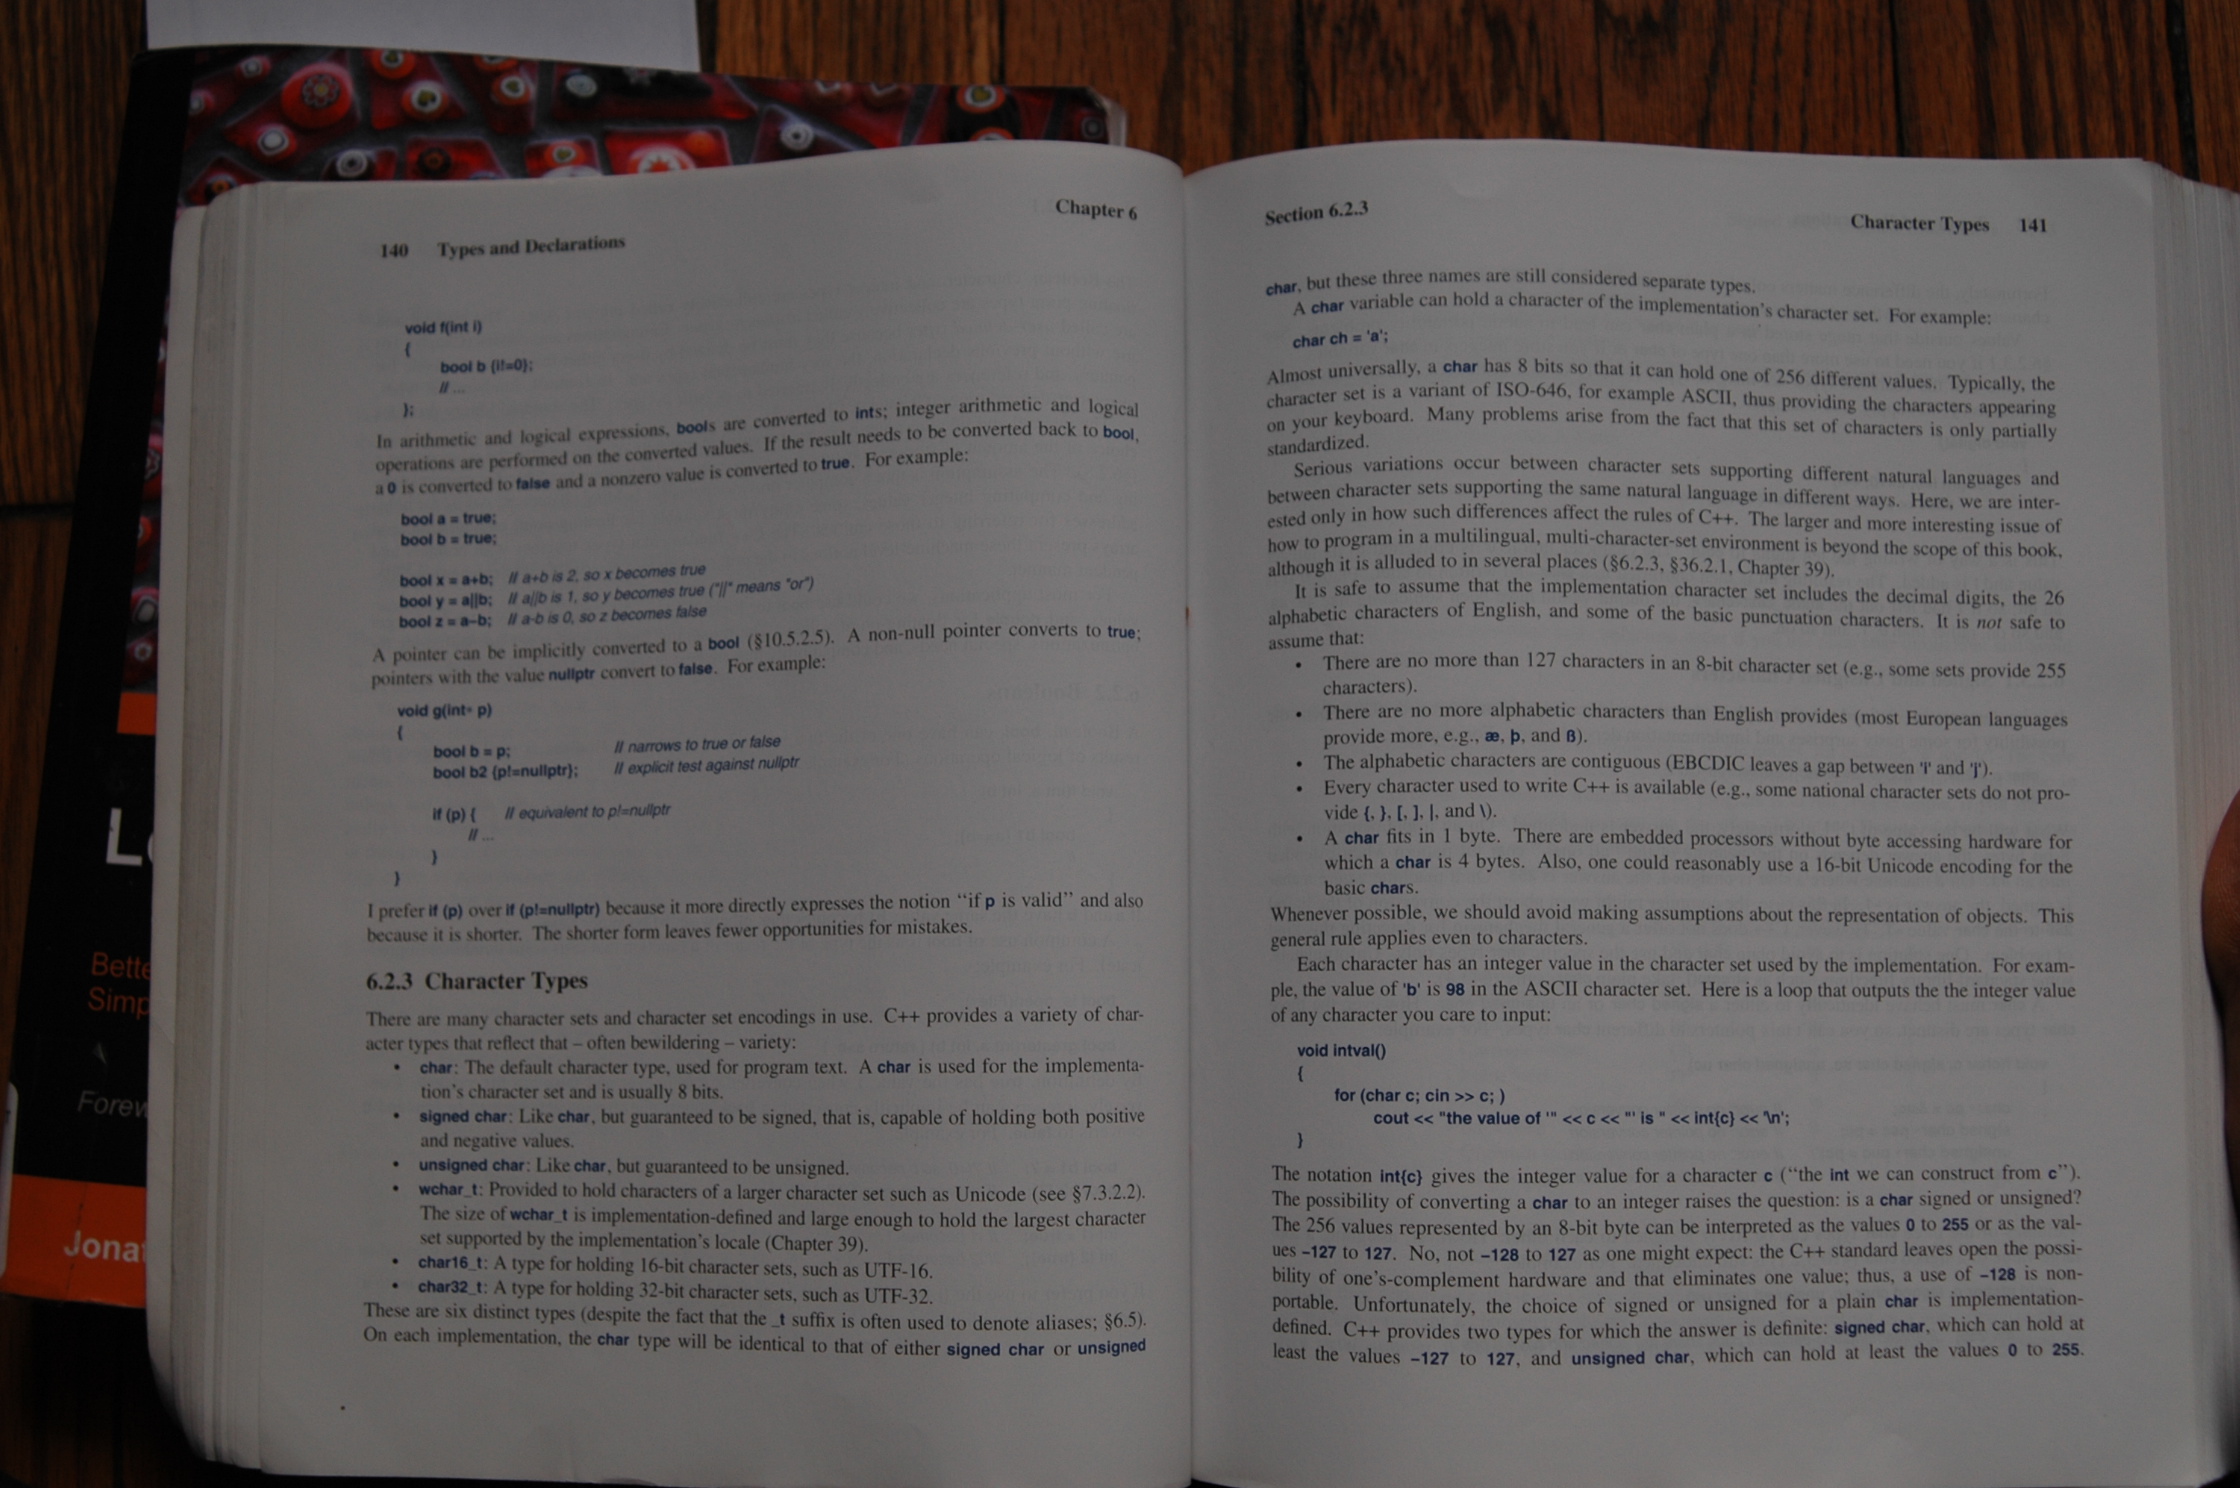 140 Types and Declarations Chapter 6
void f(int i)
{
bool b {i!=0};
// ...
};
In arithmetic and logical expressions, bools are converted to ints; integer arithmetic and logical
operations are performed on the converted values. If the result needs to be converted back to bool,
a 0 is converted to false and a nonzero value is converted to true. For example:
bool a = true;
bool b = true;
bool x = a+b; // a+b is 2, so x becomes true
bool y = a||b; // a||b is 1, so y becomes true ("||" means "or")
bool z = a−b; // a-b is 0, so z becomes false
A pointer can be implicitly converted to a bool (§10.5.2.5). A non-null pointer converts to true;
pointers with the value nullptr convert to false. For example:
void g(int* p)
{
bool b = p; // narrows to true or false
bool b2 {p!=nullptr}; // explicit test against nullptr
if (p) { // equivalent to p!=nullptr
// ...
}
}
I prefer if (p) over if (p!=nullptr) because it more directly expresses the notion “if p is valid” and also
because it is shorter. The shorter form leaves fewer opportunities for mistakes.
6.2.3 Character Types
There are many character sets and character set encodings in use. C++ provides a variety of char-
acter types that reflect that – often bewildering – variety:
• char: The default character type, used for program text. A char is used for the implementa-
tion’s character set and is usually 8 bits.
• signed char: Like char, but guaranteed to be signed, that is, capable of holding both positive
and negative values.
• unsigned char: Like char, but guaranteed to be unsigned.
• wchar_t: Provided to hold characters of a larger character set such as Unicode (see §7.3.2.2).
The size of wchar_t is implementation-defined and large enough to hold the largest character
set supported by the implementation’s locale (Chapter 39).
• char16_t: A type for holding 16-bit character sets, such as UTF-16.
• char32_t: A type for holding 32-bit character sets, such as UTF-32.
These are six distinct types (despite the fact that the _t suffix is often used to denote aliases; §6.5).
On each implementation, the char type will be identical to that of either signed char or unsigned
Section 6.2.3 Character Types 141
char, but these three names are still considered separate types.
A char variable can hold a character of the implementation’s character set. For example:
char ch = 'a';
Almost universally, a char has 8 bits so that it can hold one of 256 different values. Typically, the
character set is a variant of ISO-646, for example ASCII, thus providing the characters appearing
on your keyboard. Many problems arise from the fact that this set of characters is only partially
standardized.
Serious variations occur between character sets supporting different natural languages and
between character sets supporting the same natural language in different ways. Here, we are inter-
ested only in how such differences affect the rules of C++. The larger and more interesting issue of
how to program in a multilingual, multi-character-set environment is beyond the scope of this book,
although it is alluded to in several places (§6.2.3, §36.2.1, Chapter 39).
It is safe to assume that the implementation character set includes the decimal digits, the 26
alphabetic characters of English, and some of the basic punctuation characters. It is not safe to
assume that:
• There are no more than 127 characters in an 8-bit character set (e.g., some sets provide 255
characters).
• There are no more alphabetic characters than English provides (most European languages
provide more, e.g., æ, þ, and ß).
• The alphabetic characters are contiguous (EBCDIC leaves a gap between 'i' and 'j').
• Every character used to write C++ is available (e.g., some national character sets do not pro-
vide {, }, [, ], |, and \).
• A char fits in 1 byte. There are embedded processors without byte accessing hardware for
which a char is 4 bytes. Also, one could reasonably use a 16-bit Unicode encoding for the
basic chars.
Whenever possible, we should avoid making assumptions about the representation of objects. This
general rule applies even to characters.
Each character has an integer value in the character set used by the implementation. For exam-
ple, the value of 'b' is 98 in the ASCII character set. Here is a loop that outputs the the integer value
of any character you care to input:
void intval()
{
for (char c; cin >> c; )
cout << "the value of '" << c << "' is " << int{c} << '\n';
}
The notation int{c} gives the integer value for a character c (“the int we can construct from c”).
The possibility of converting a char to an integer raises the question: is a char signed or unsigned?
The 256 values represented by an 8-bit byte can be interpreted as the values 0 to 255 or as the val-
ues −127 to 127. No, not −128 to 127 as one might expect: the C++ standard leaves open the possi-
bility of one’s-complement hardware and that eliminates one value; thus, a use of −128 is non-
portable. Unfortunately, the choice of signed or unsigned for a plain char is implementation-
defined. C++ provides two types for which the answer is definite: signed char, which can hold at
least the values −127 to 127, and unsigned char, which can hold at least the values 0 to 255.
Bette
Simp
Forew
Jona